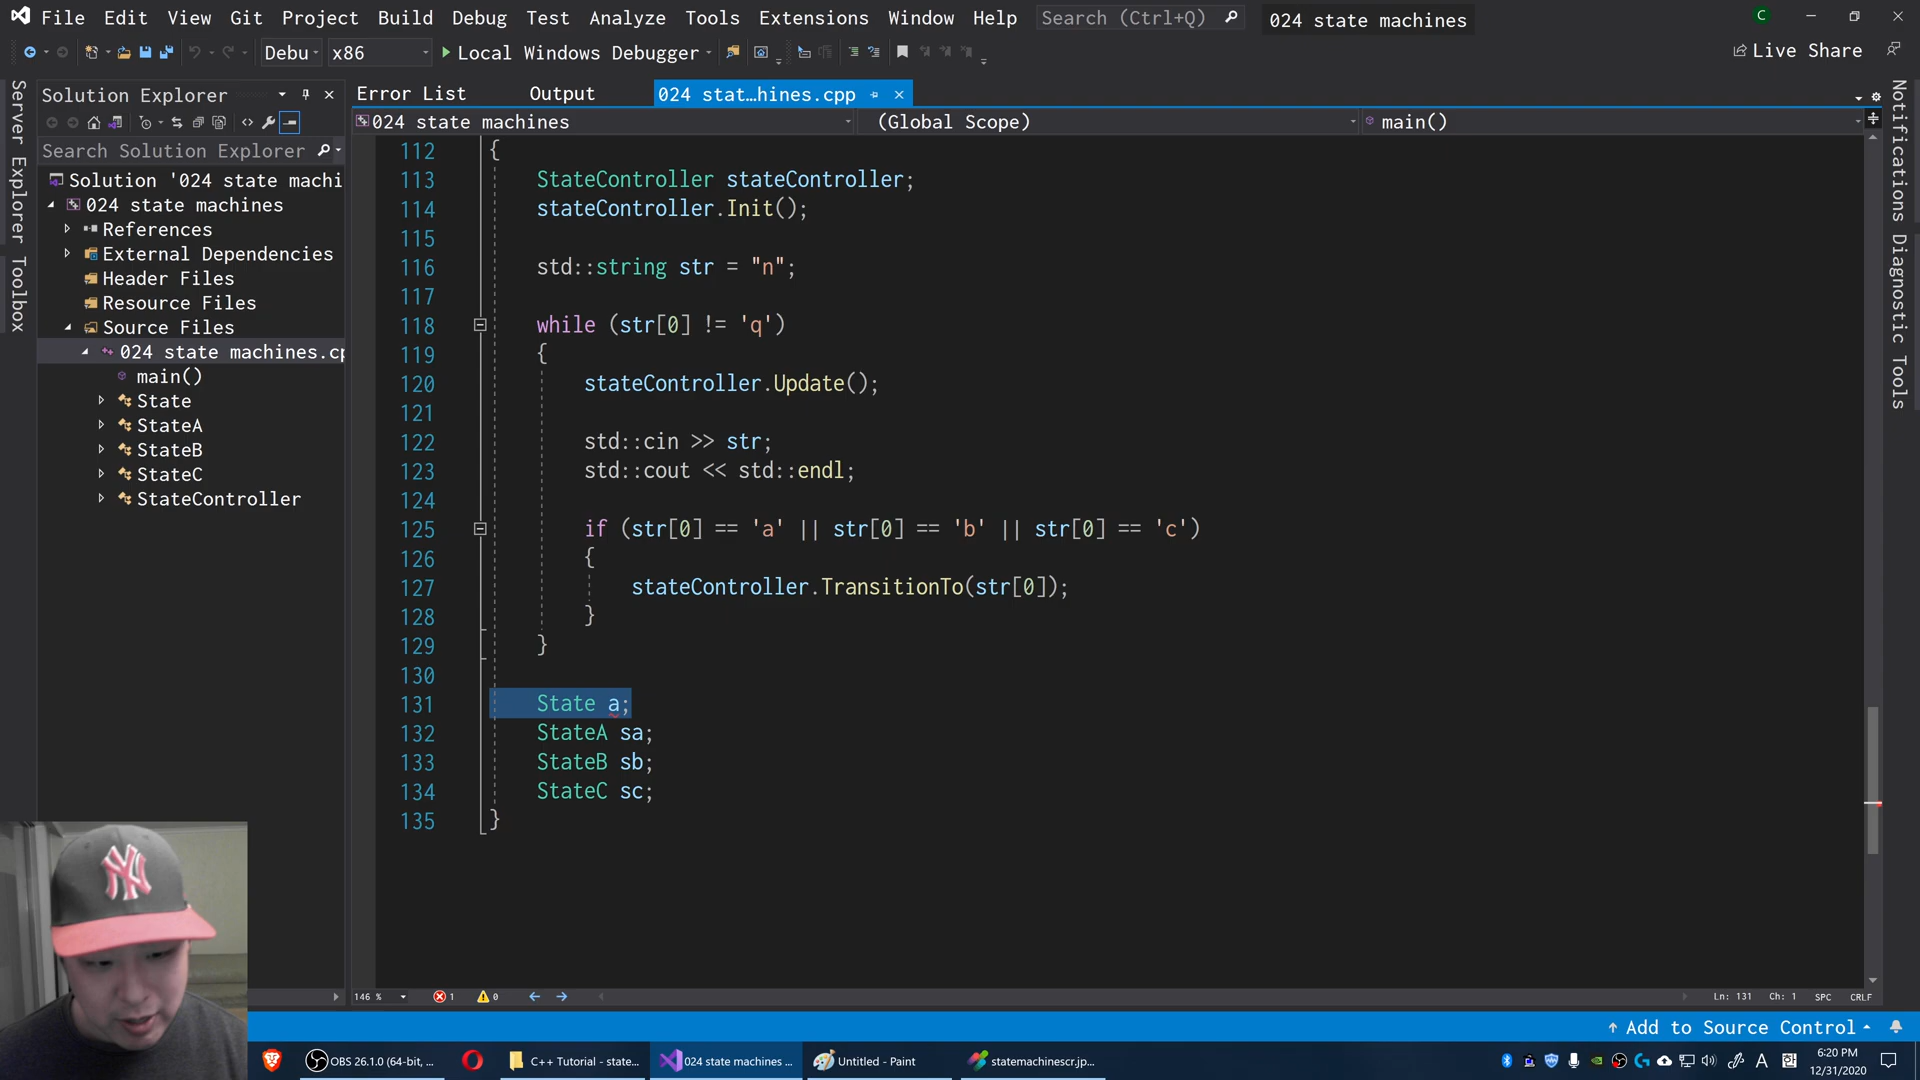 File Edit View Git Project Build Debug Test Analyze Tools Extensions Window Help Search (Ctrl+Q) 024 state machines C
Debu x86 Local Windows Debugger Live Share
Server Explorer
Toolbox
Solution Explorer
Search Solution Explorer
Solution '024 state machi
024 state machines
References
External Dependencies
Header Files
Resource Files
Source Files
024 state machines.cp
main()
State
StateA
StateB
StateC
StateController
Error List Output 024 stat...hines.cpp
024 state machines (Global Scope) main()
112 {
113 StateController stateController;
114 stateController.Init();
115
116 std::string str = "n";
117
118 while (str[0] != 'q')
119 {
120 stateController.Update();
121
122 std::cin >> str;
123 std::cout << std::endl;
124
125 if (str[0] == 'a' || str[0] == 'b' || str[0] == 'c')
126 {
127 stateController.TransitionTo(str[0]);
128 }
129 }
130
131 State a;
132 StateA sa;
133 StateB sb;
134 StateC sc;
135 }
Notifications
Diagnostic Tools
NY
146 % 1 0 Ln: 131 Ch: 1 SPC CRLF
Add to Source Control
OBS 26.1.0 (64-bit, ... C++ Tutorial - state... 024 state machines ... Untitled - Paint statemachinescr.jp... A 한 6:20 PM
12/31/2020